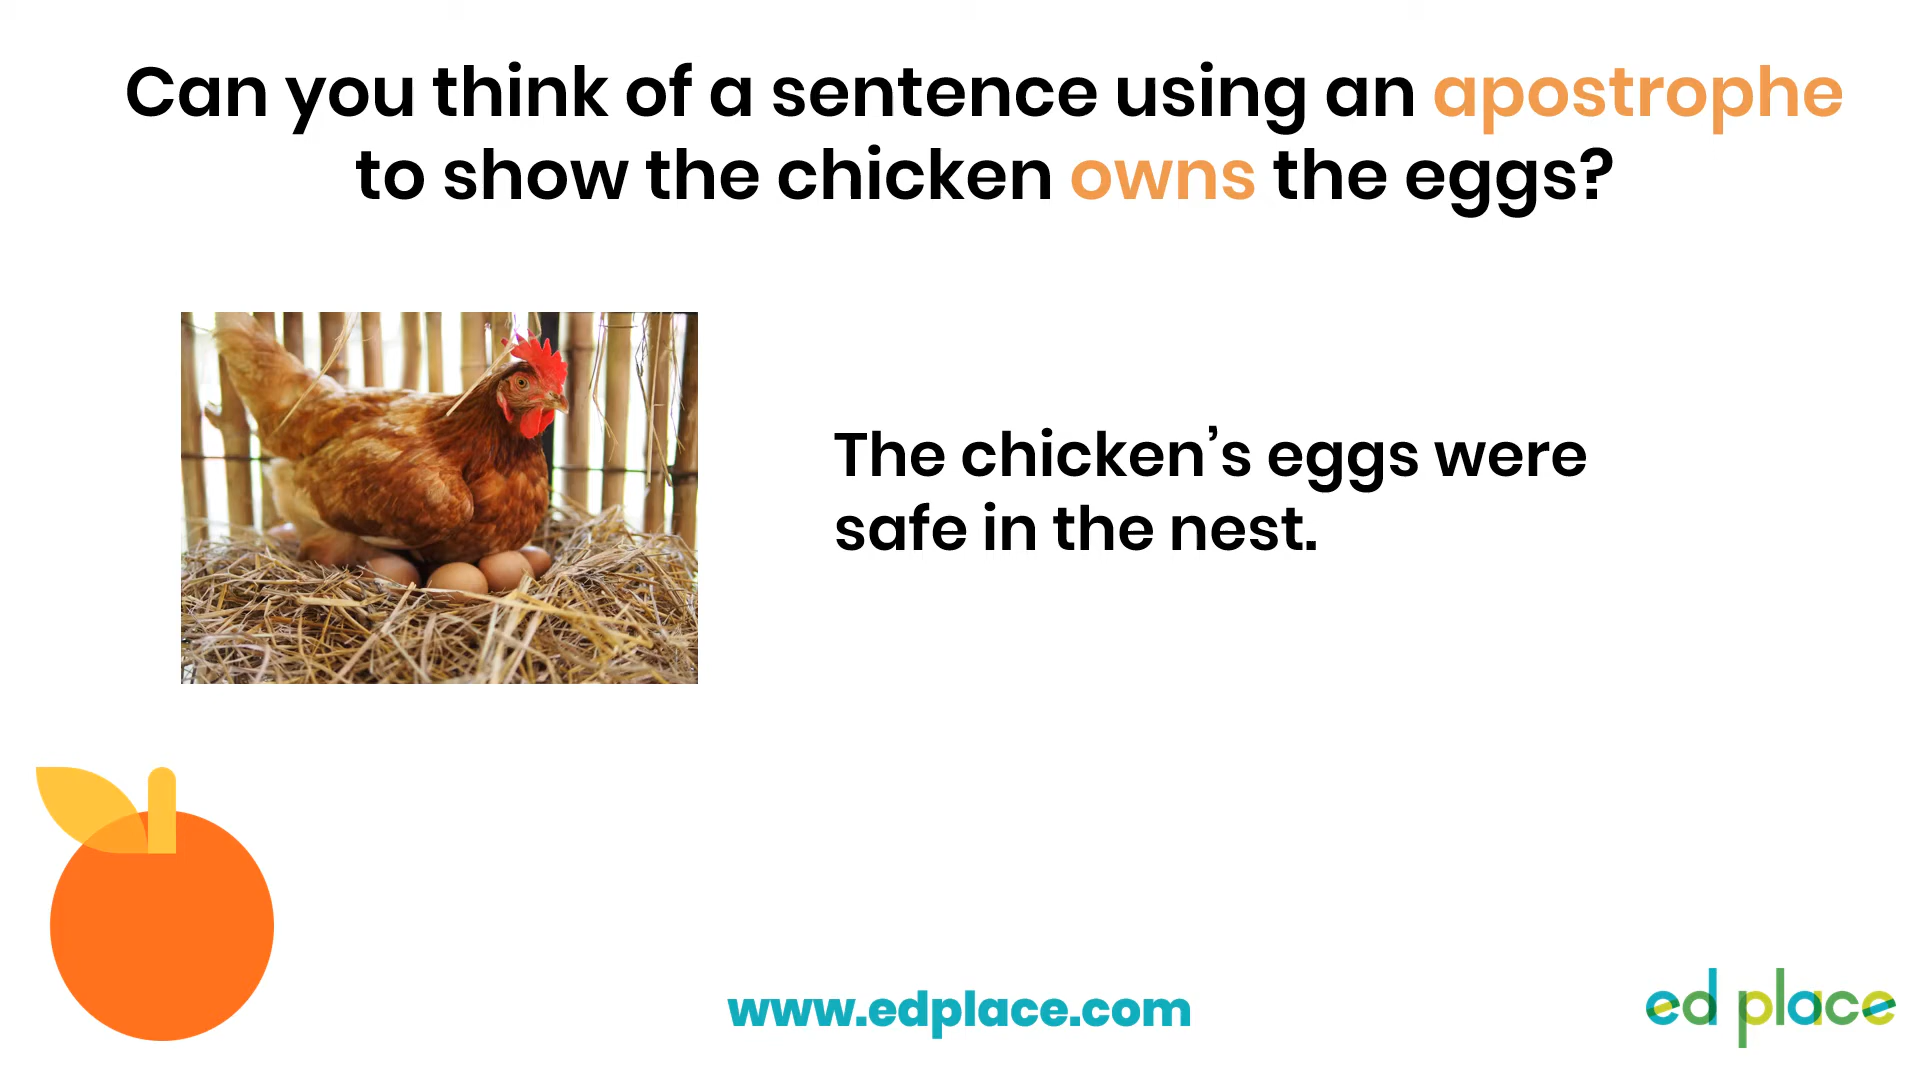 Can you think of a sentence using an apostrophe
to show the chicken owns the eggs?
The chicken’s eggs were
safe in the nest.
www.edplace.com
ed place